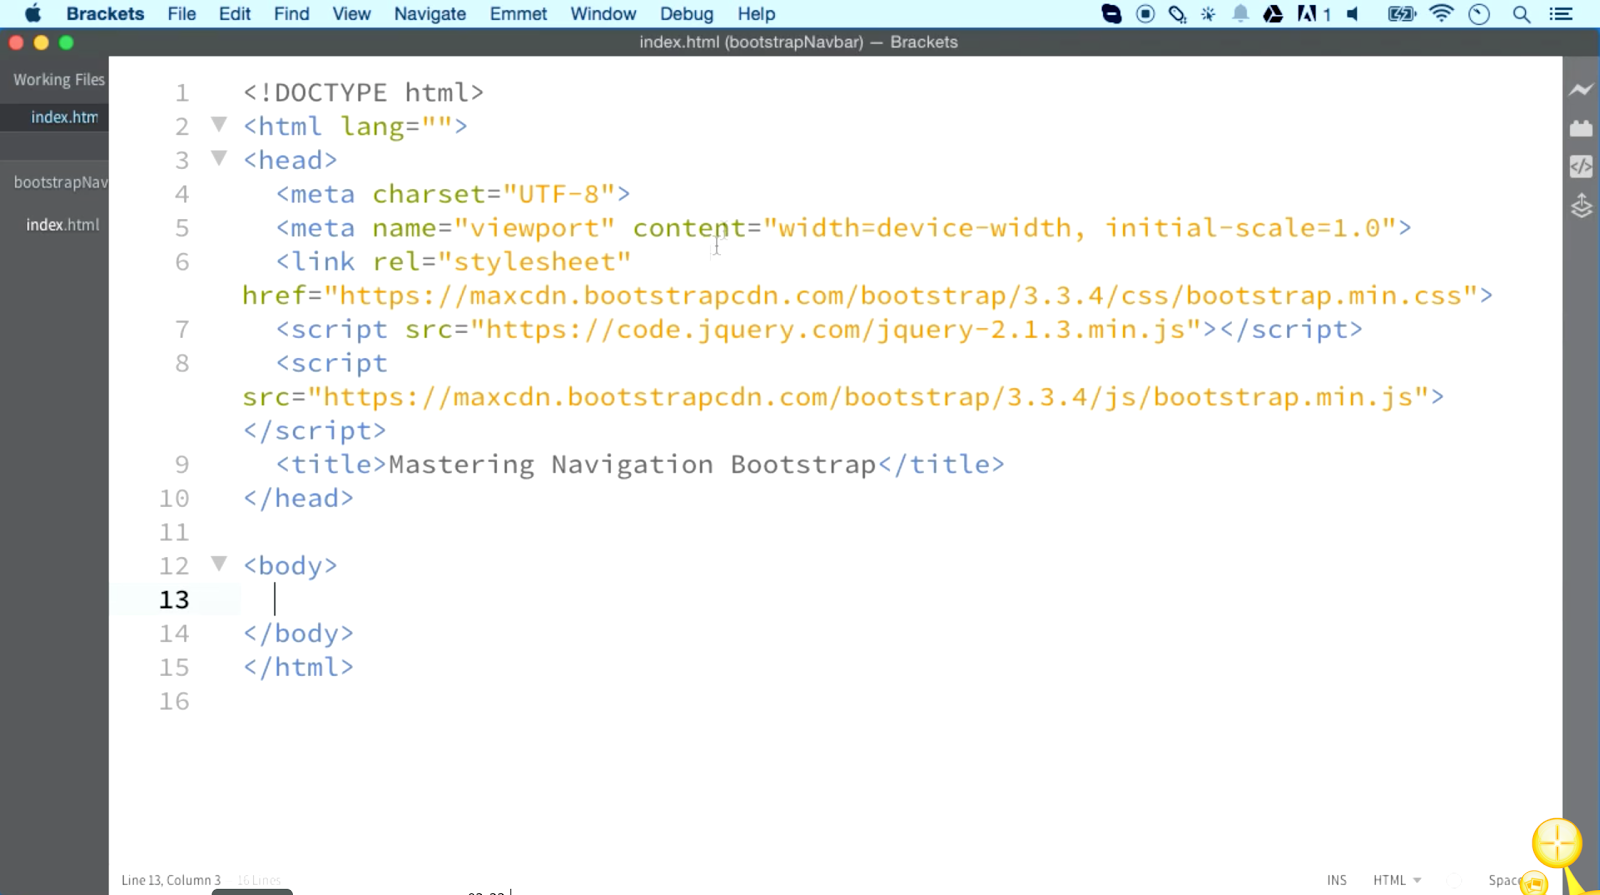 Brackets File Edit Find View Navigate Emmet Window Debug Help 1
index.html (bootstrapNavbar) — Brackets
Working Files
index.htm
bootstrapNav
index.html
1 <!DOCTYPE html>
2 <html lang="">
3 <head>
4 <meta charset="UTF-8">
5 <meta name="viewport" content="width=device-width, initial-scale=1.0">
6 <link rel="stylesheet"
href="https://maxcdn.bootstrapcdn.com/bootstrap/3.3.4/css/bootstrap.min.css">
7 <script src="https://code.jquery.com/jquery-2.1.3.min.js"></script>
8 <script
src="https://maxcdn.bootstrapcdn.com/bootstrap/3.3.4/js/bootstrap.min.js">
</script>
9 <title>Mastering Navigation Bootstrap</title>
10 </head>
11
12 <body>
13
14 </body>
15 </html>
16
Line 13, Column 3 16 Lines INS HTML Spac